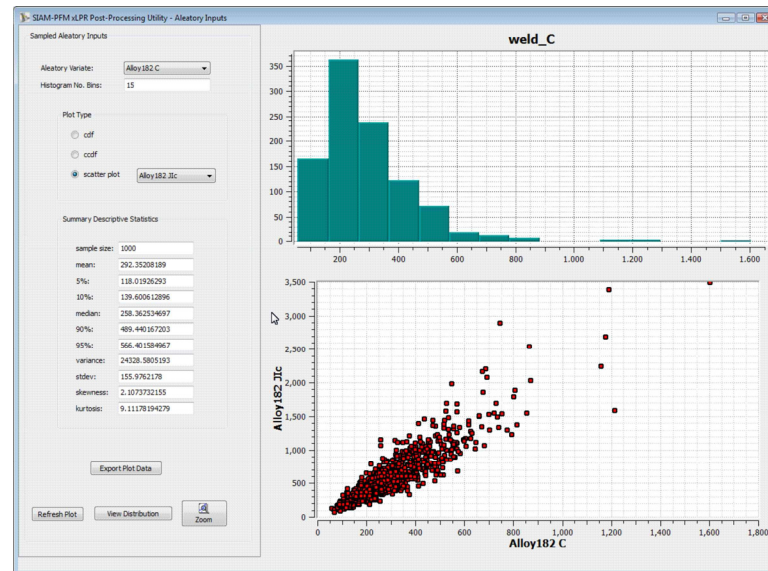 SIAM-PFM xLPR Post-Processing Utility - Aleatory Inputs
Sampled Aleatory Inputs
Aleatory Variate: Alloy182 C
Histogram No. Bins: 15
Plot Type
cdf
ccdf
scatter plot Alloy182 JIc
Summary Descriptive Statistics
sample size: 1000
mean: 292.35208189
5%: 118.01926293
10%: 139.600612896
median: 258.362534697
90%: 489.440167203
95%: 566.401584967
variance: 24328.5805193
stdev: 155.9762178
skewness: 2.1073732155
kurtosis: 9.11178194279
Export Plot Data
Refresh Plot View Distribution Zoom
weld_C
350
300
250
200
150
100
50
0
200 400 600 800 1.000 1.200 1.400 1.600
3,500
3,000
2,500
2,000
1,500
1,000
500
0
Alloy182 JIc
0 200 400 600 800 1,000 1,200 1,400 1,600 1,800
Alloy182 C